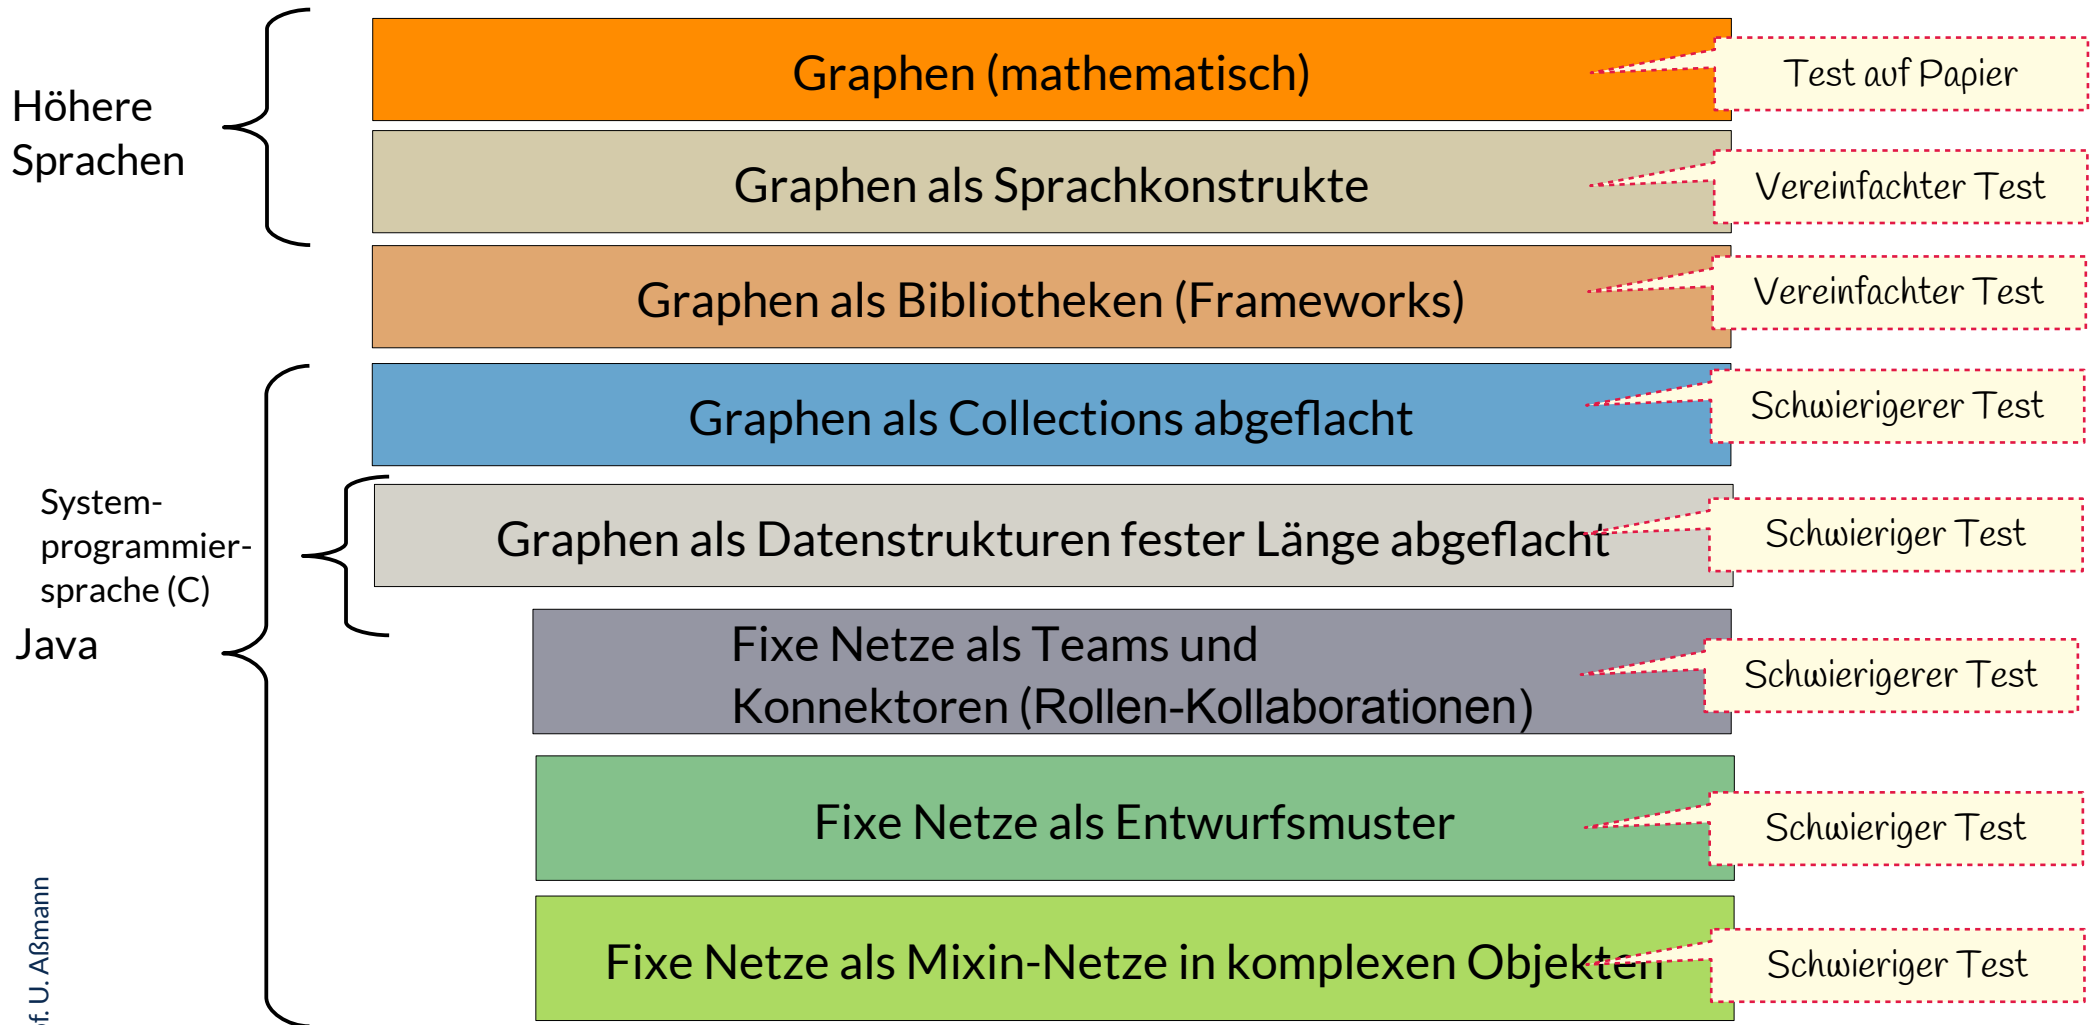 Graphen (mathematisch)
Test auf Papier
Höhere
Sprachen
Graphen als Sprachkonstrukte
Vereinfachter Test
Graphen als Bibliotheken (Frameworks)
Vereinfachter Test
Graphen als Collections abgeflacht
Schwierigerer Test
System-
programmier-
sprache (C)
Graphen als Datenstrukturen fester Länge abgeflacht
Schwieriger Test
Java
Fixe Netze als Teams und
Konnektoren (Rollen-Kollaborationen)
Schwierigerer Test
Fixe Netze als Entwurfsmuster
Schwieriger Test
Fixe Netze als Mixin-Netze in komplexen Objekten
Schwieriger Test
of. U. Aßmann